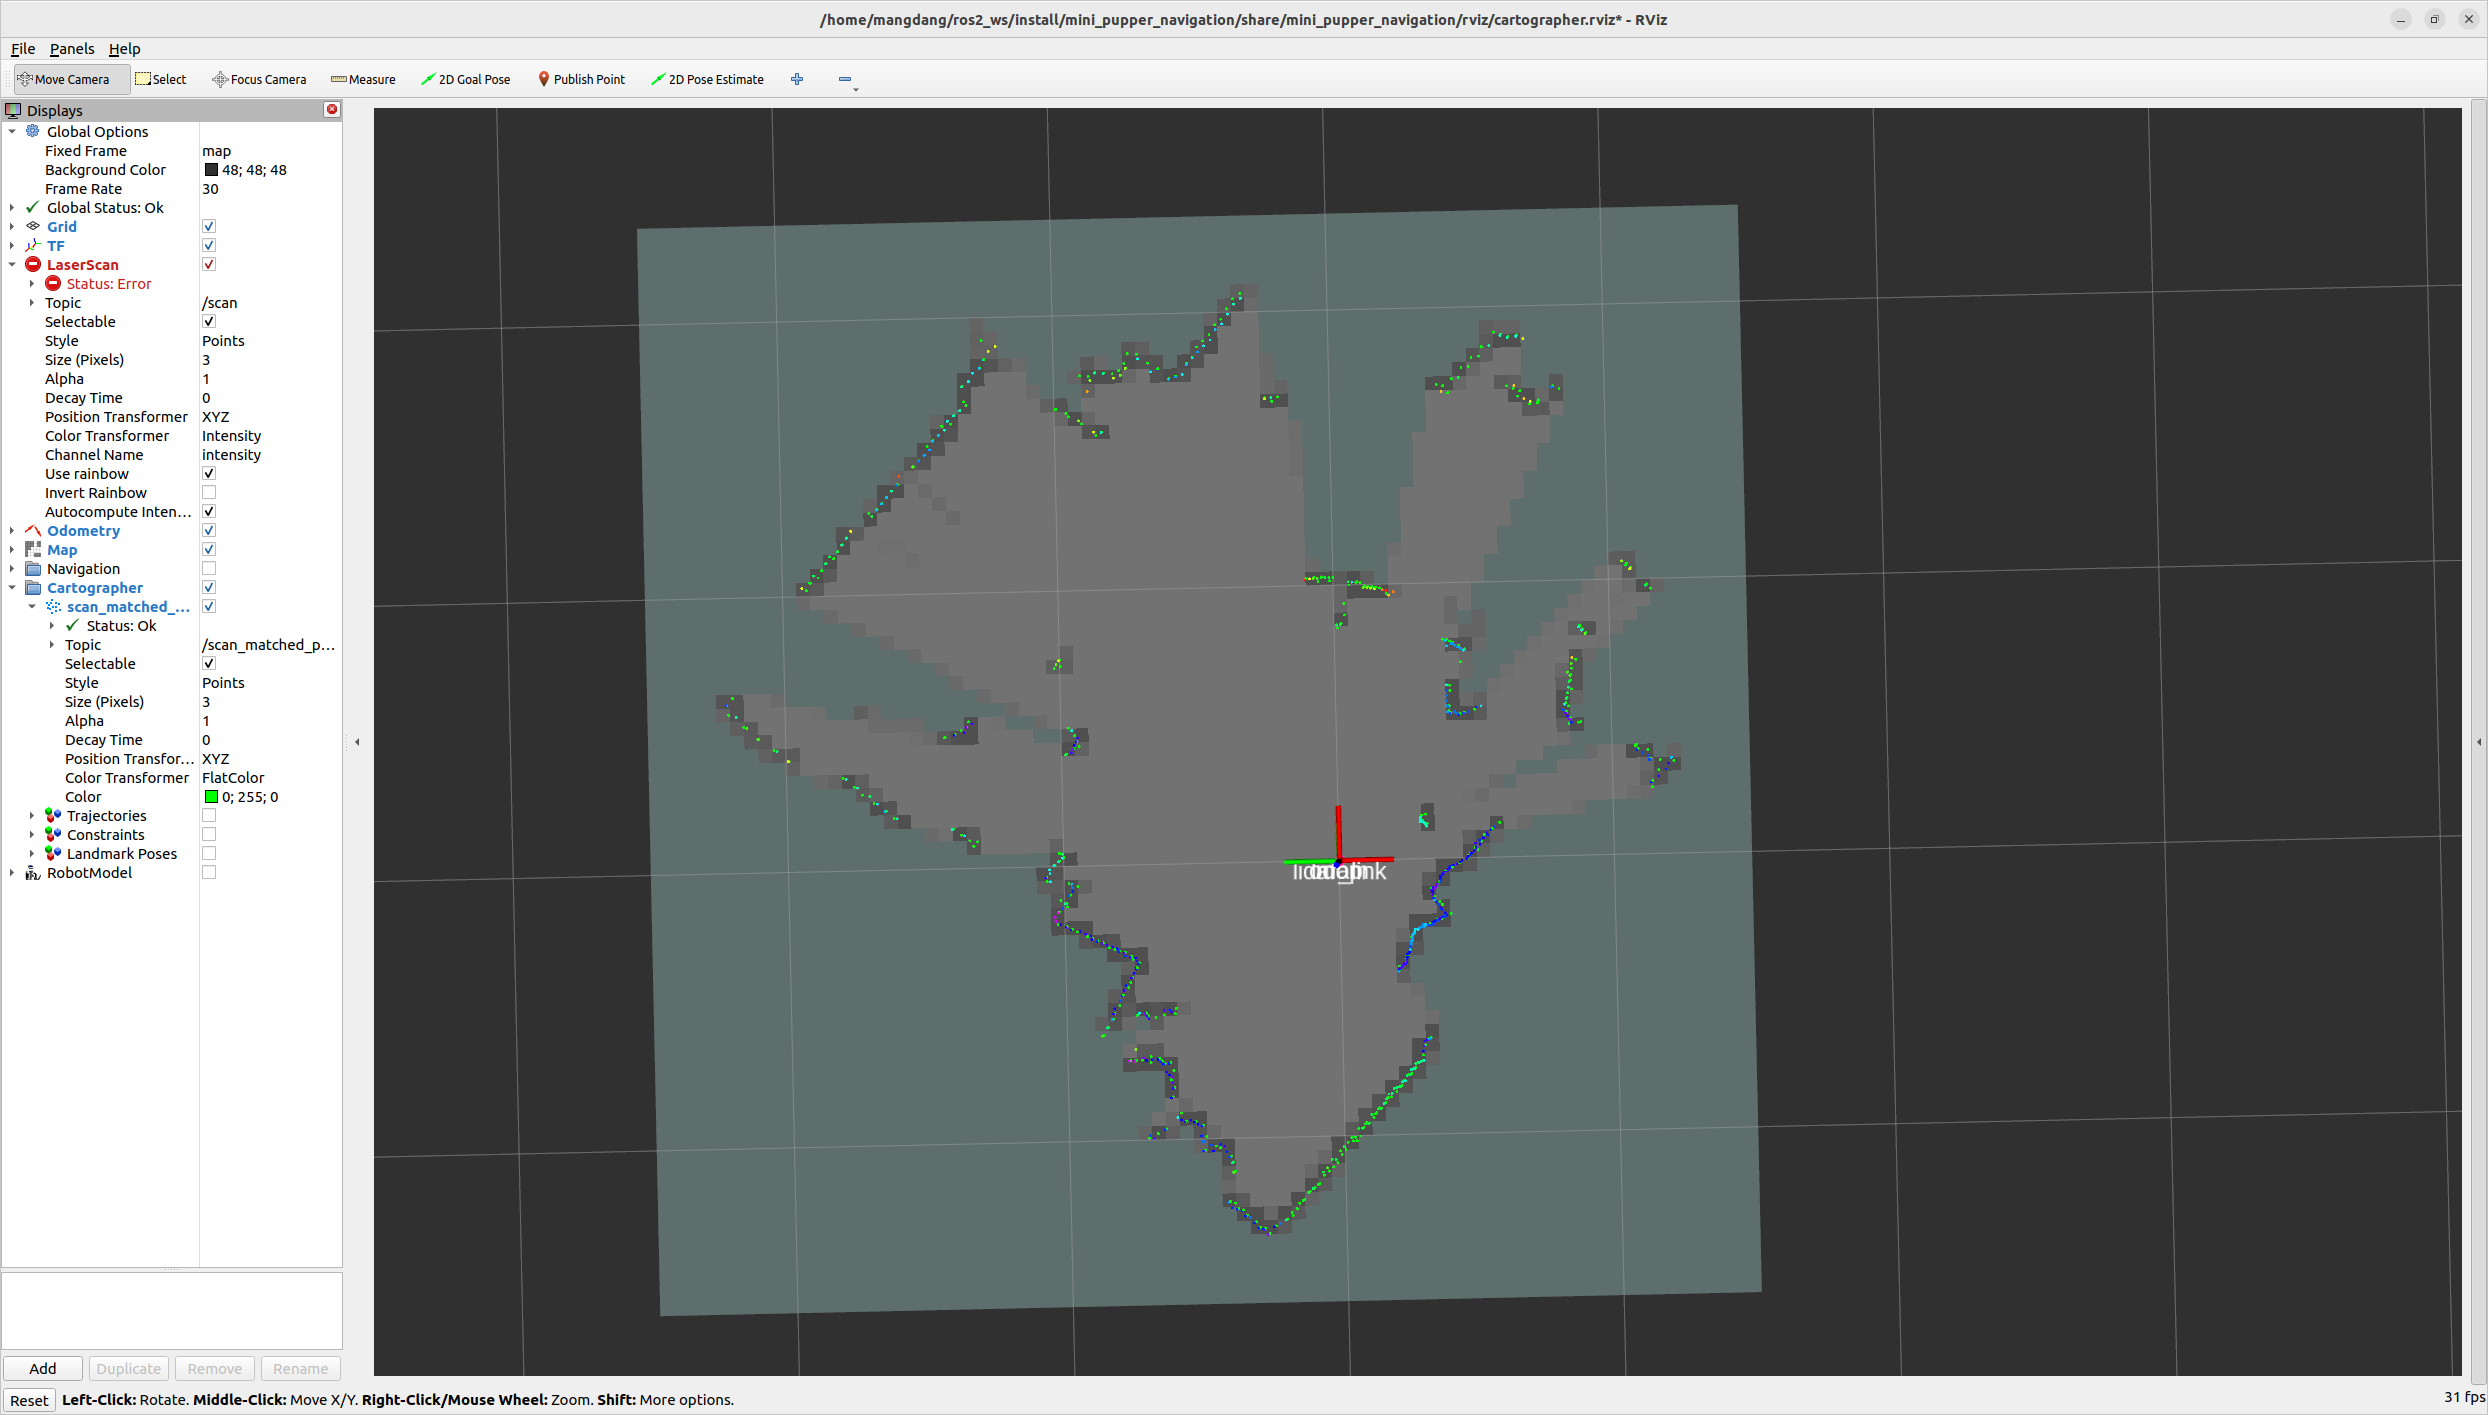 /home/mangdang/ros2_ws/install/mini_pupper_navigation/share/mini_pupper_navigation/rviz/cartographer.rviz* - RViz
File Panels Help
Move Camera Select Focus Camera Measure 2D Goal Pose Publish Point 2D Pose Estimate
Displays
Global Options
Fixed Frame map
Background Color 48; 48; 48
Frame Rate 30
Global Status: Ok
Grid
TF
LaserScan
Status: Error
Topic /scan
Selectable
Style Points
Size (Pixels) 3
Alpha 1
Decay Time 0
Position Transformer XYZ
Color Transformer Intensity
Channel Name intensity
Use rainbow
Invert Rainbow
Autocompute Inten...
Odometry
Map
Navigation
Cartographer
scan_matched_...
Status: Ok
Topic /scan_matched_p...
Selectable
Style Points
Size (Pixels) 3
Alpha 1
Decay Time 0
Position Transfor... XYZ
Color Transformer FlatColor
Color 0; 255; 0
Trajectories
Constraints
Landmark Poses
RobotModel
Add Duplicate Remove Rename
Reset Left-Click: Rotate. Middle-Click: Move X/Y. Right-Click/Mouse Wheel: Zoom. Shift: More options. 31 fps